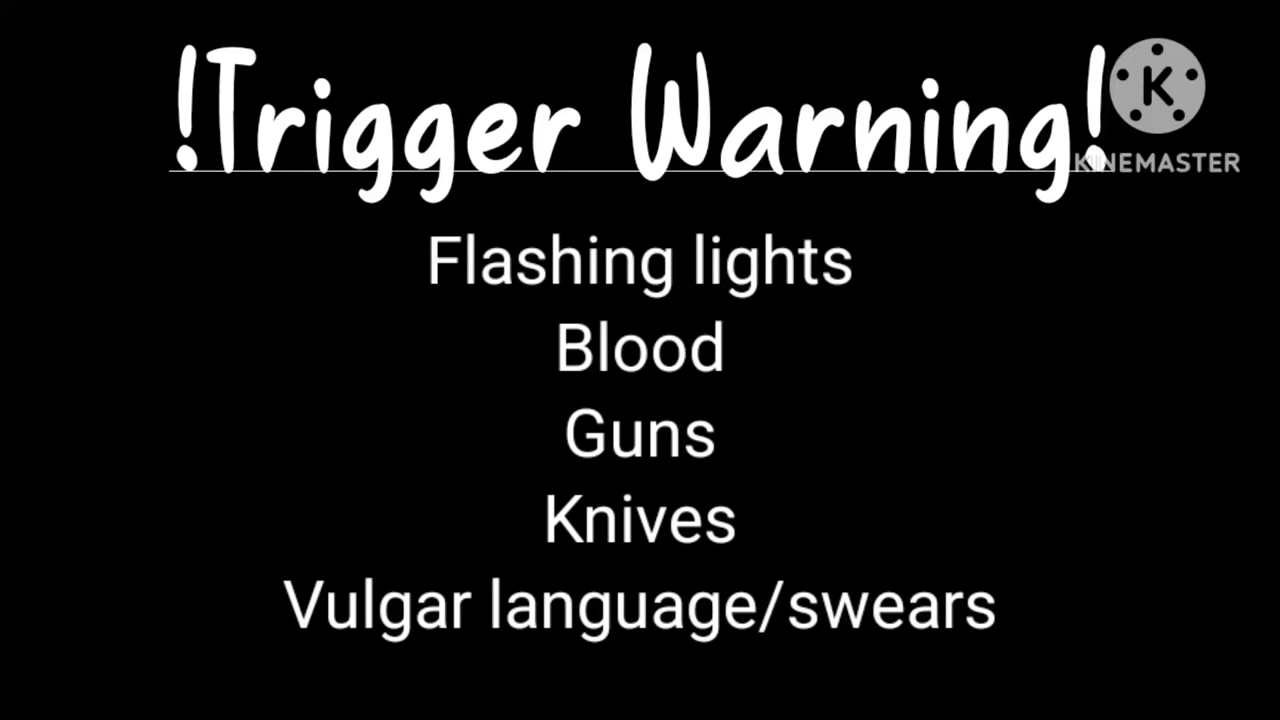 !Trigger Warning!
K
KINEMASTER
Flashing lights
Blood
Guns
Knives
Vulgar language/swears